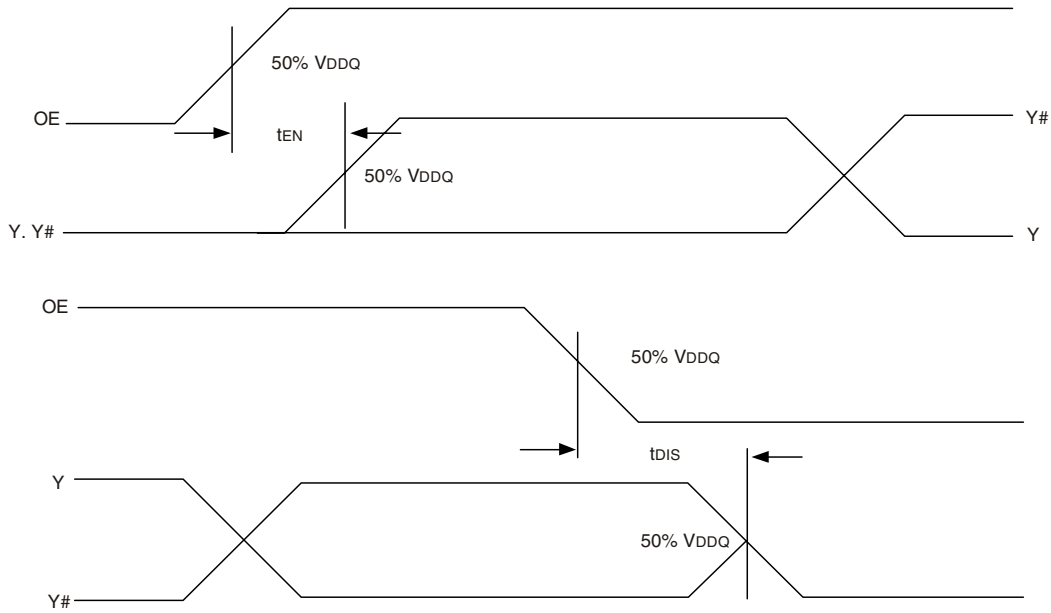 50% VDDQ
OE
tEN
Y#
50% VDDQ
Y, Y#
Y
OE
50% VDDQ
tDIS
Y
50% VDDQ
Y#